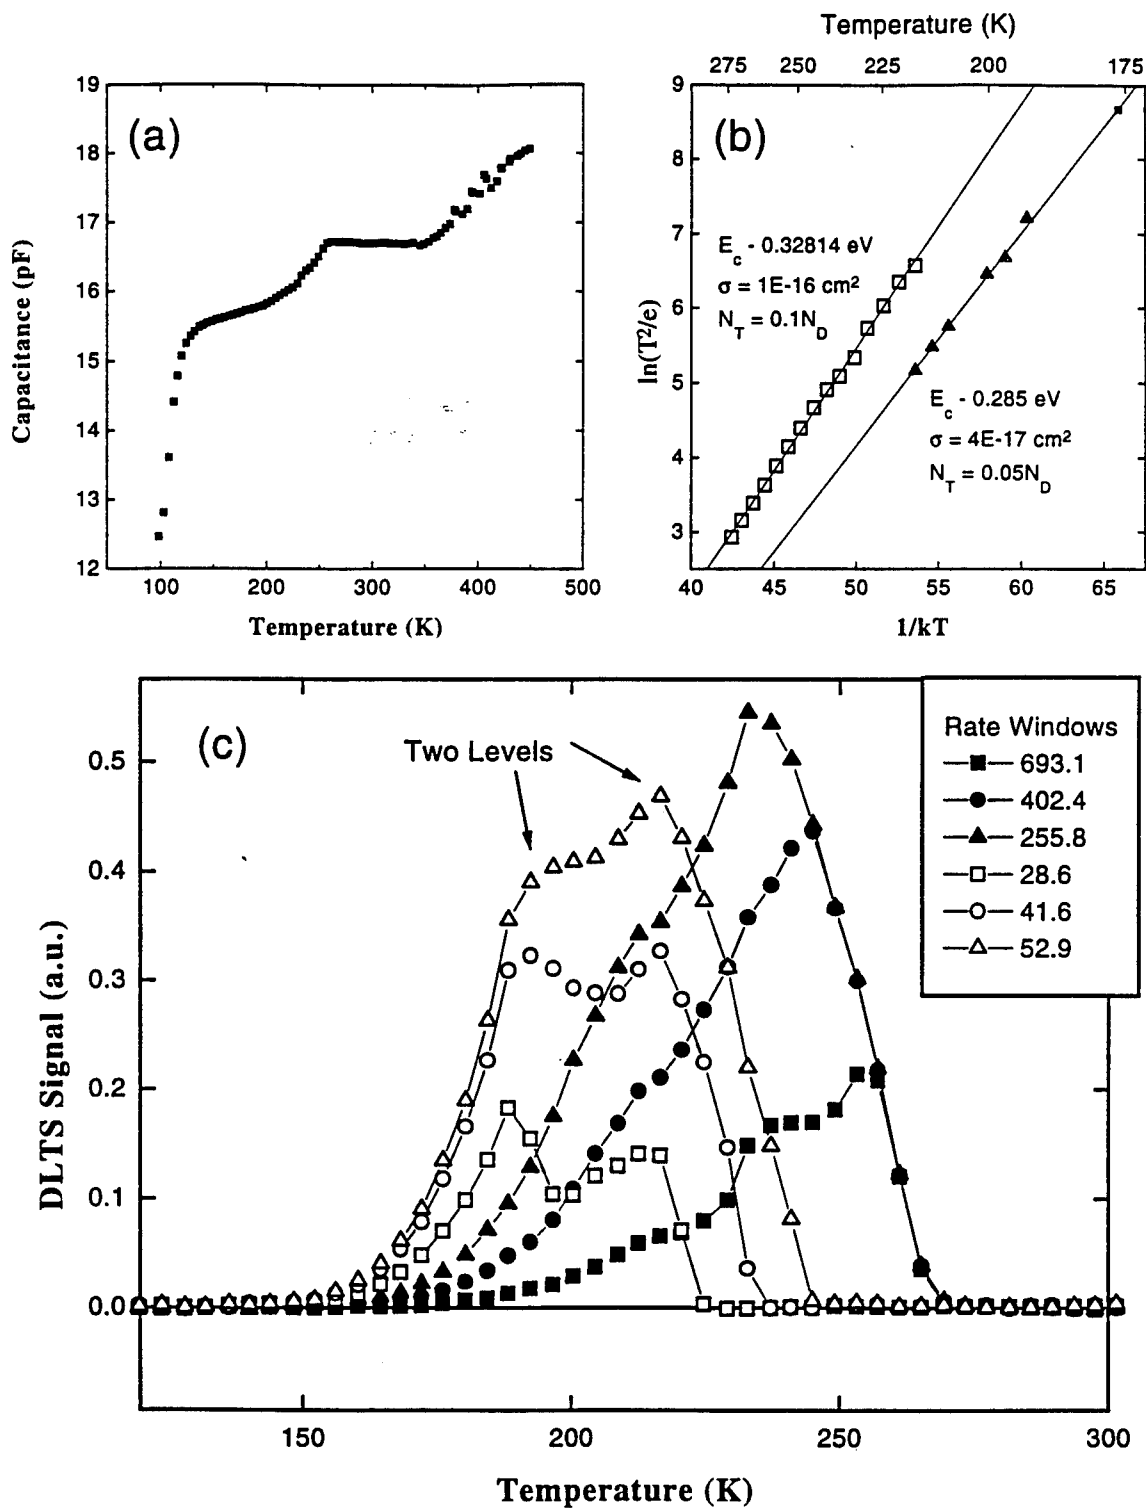 (a)
19
18
17
16
15
14
13
12
Capacitance (pF)
100 200 300 400 500
Temperature (K)
Temperature (K)
275 250 225 200 175
(b)
9
8
7
6
5
4
3
ln(T²/e)
E_c - 0.32814 eV
σ = 1E-16 cm²
N_T = 0.1N_D
E_c - 0.285 eV
σ = 4E-17 cm²
N_T = 0.05N_D
40 45 50 55 60 65
1/kT
(c)
Two Levels
Rate Windows
693.1
402.4
255.8
28.6
41.6
52.9
0.5
0.4
0.3
0.2
0.1
0.0
DLTS Signal (a.u.)
150 200 250 300
Temperature (K)